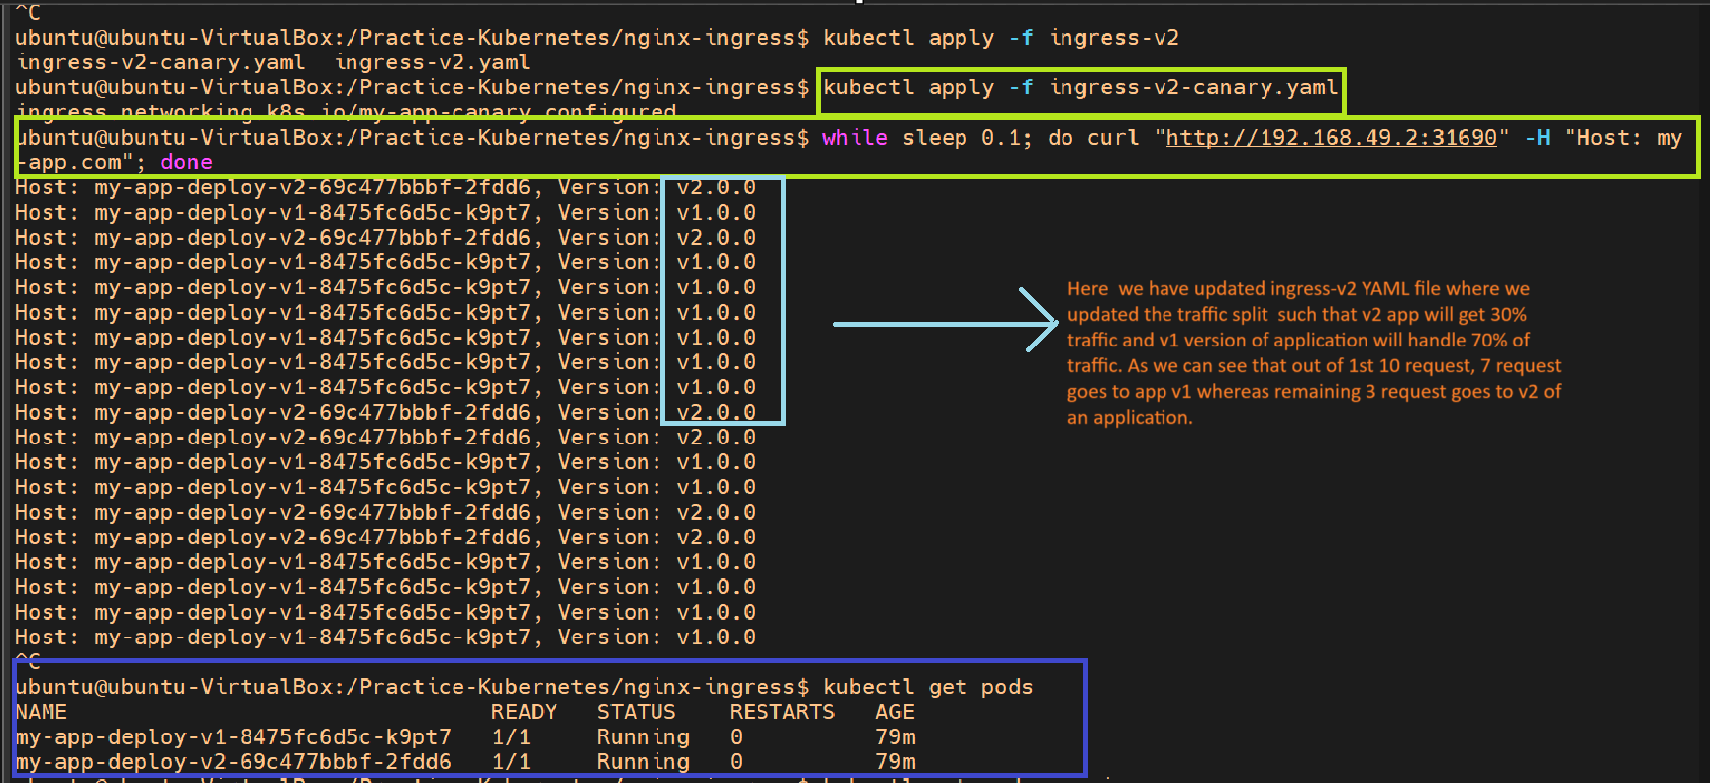 ^C
ubuntu@ubuntu-VirtualBox:/Practice-Kubernetes/nginx-ingress$ kubectl apply -f ingress-v2
ingress-v2-canary.yaml  ingress-v2.yaml
ubuntu@ubuntu-VirtualBox:/Practice-Kubernetes/nginx-ingress$ kubectl apply -f ingress-v2-canary.yaml
ingress.networking.k8s.io/my-app-canary configured
ubuntu@ubuntu-VirtualBox:/Practice-Kubernetes/nginx-ingress$ while sleep 0.1; do curl "http://192.168.49.2:31690" -H "Host: my
-app.com"; done
Host: my-app-deploy-v2-69c477bbbf-2fdd6, Version: v2.0.0
Host: my-app-deploy-v1-8475fc6d5c-k9pt7, Version: v1.0.0
Host: my-app-deploy-v2-69c477bbbf-2fdd6, Version: v2.0.0
Host: my-app-deploy-v1-8475fc6d5c-k9pt7, Version: v1.0.0
Host: my-app-deploy-v1-8475fc6d5c-k9pt7, Version: v1.0.0
Host: my-app-deploy-v1-8475fc6d5c-k9pt7, Version: v1.0.0
Host: my-app-deploy-v1-8475fc6d5c-k9pt7, Version: v1.0.0
Host: my-app-deploy-v1-8475fc6d5c-k9pt7, Version: v1.0.0
Host: my-app-deploy-v1-8475fc6d5c-k9pt7, Version: v1.0.0
Host: my-app-deploy-v2-69c477bbbf-2fdd6, Version: v2.0.0
Host: my-app-deploy-v2-69c477bbbf-2fdd6, Version: v2.0.0
Host: my-app-deploy-v1-8475fc6d5c-k9pt7, Version: v1.0.0
Host: my-app-deploy-v1-8475fc6d5c-k9pt7, Version: v1.0.0
Host: my-app-deploy-v2-69c477bbbf-2fdd6, Version: v2.0.0
Host: my-app-deploy-v2-69c477bbbf-2fdd6, Version: v2.0.0
Host: my-app-deploy-v1-8475fc6d5c-k9pt7, Version: v1.0.0
Host: my-app-deploy-v1-8475fc6d5c-k9pt7, Version: v1.0.0
Host: my-app-deploy-v1-8475fc6d5c-k9pt7, Version: v1.0.0
Host: my-app-deploy-v1-8475fc6d5c-k9pt7, Version: v1.0.0
Here we have updated ingress-v2 YAML file where we
updated the traffic split such that v2 app will get 30%
traffic and v1 version of application will handle 70% of
traffic. As we can see that out of 1st 10 request, 7 request
goes to app v1 whereas remaining 3 request goes to v2 of
an application.
^C
ubuntu@ubuntu-VirtualBox:/Practice-Kubernetes/nginx-ingress$ kubectl get pods
NAME READY STATUS RESTARTS AGE
my-app-deploy-v1-8475fc6d5c-k9pt7 1/1 Running 0 79m
my-app-deploy-v2-69c477bbbf-2fdd6 1/1 Running 0 79m